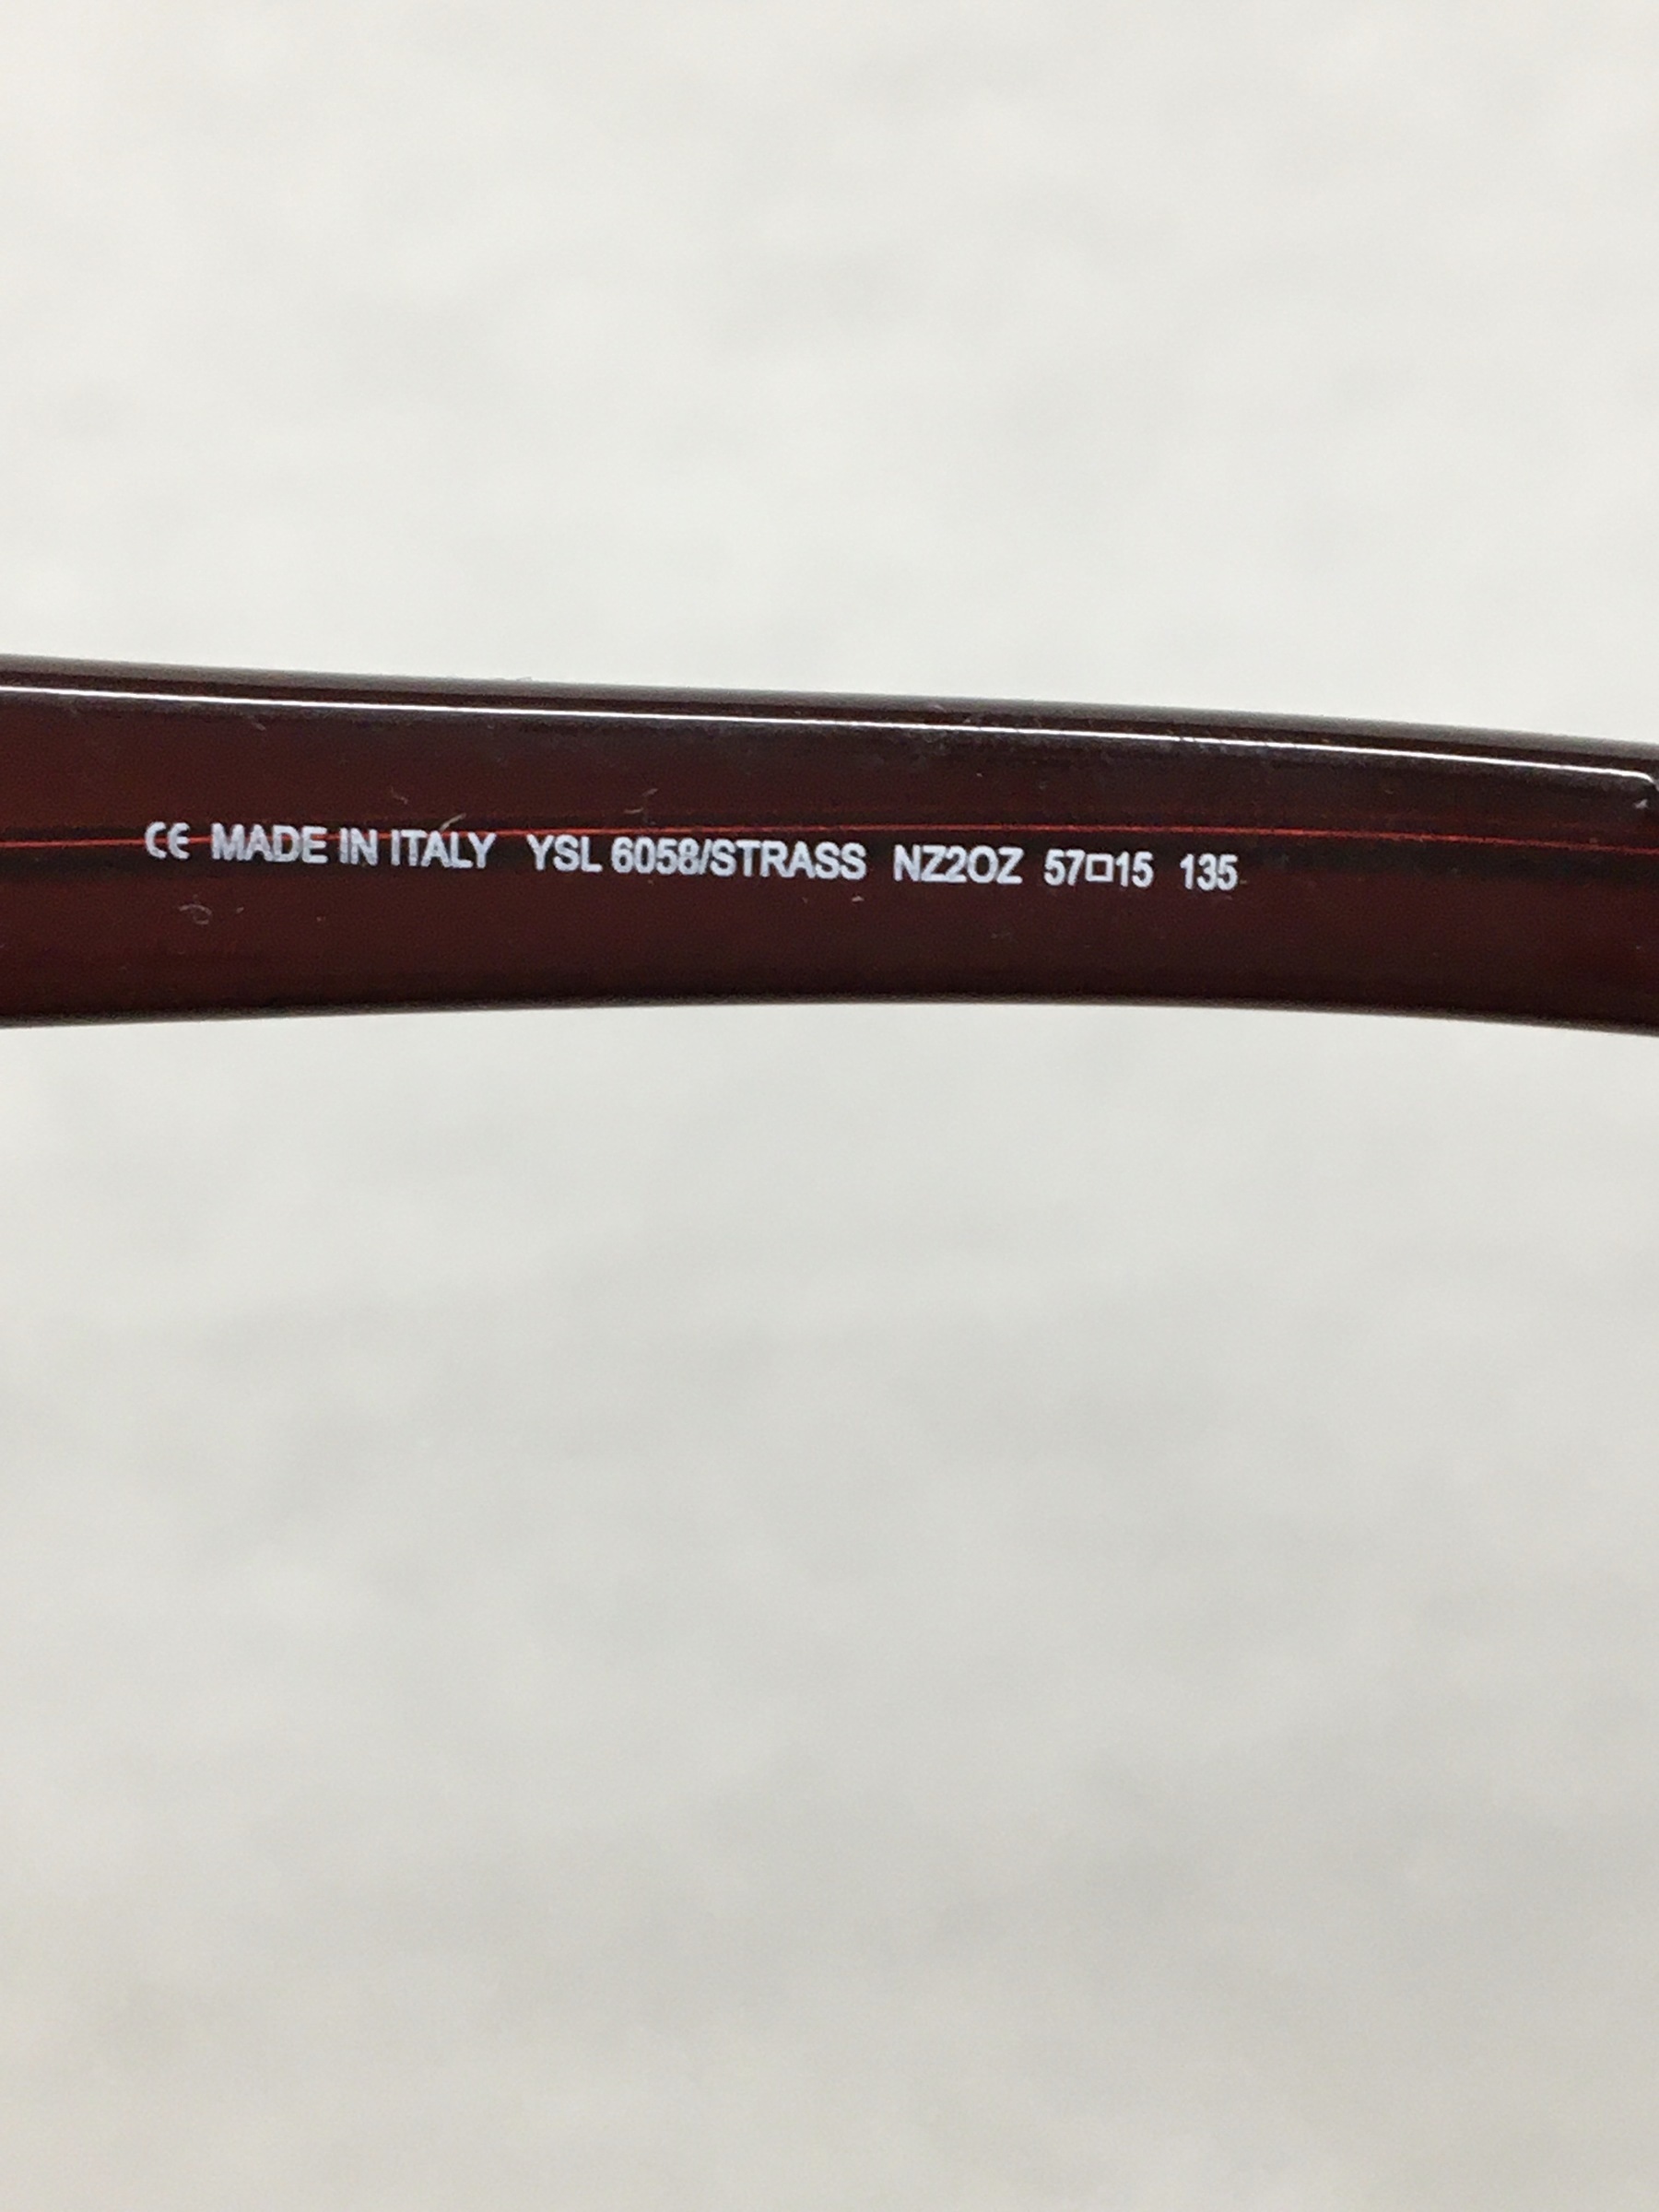 CE MADE IN ITALY YSL 6058/STRASS NZ2OZ 57□15 135